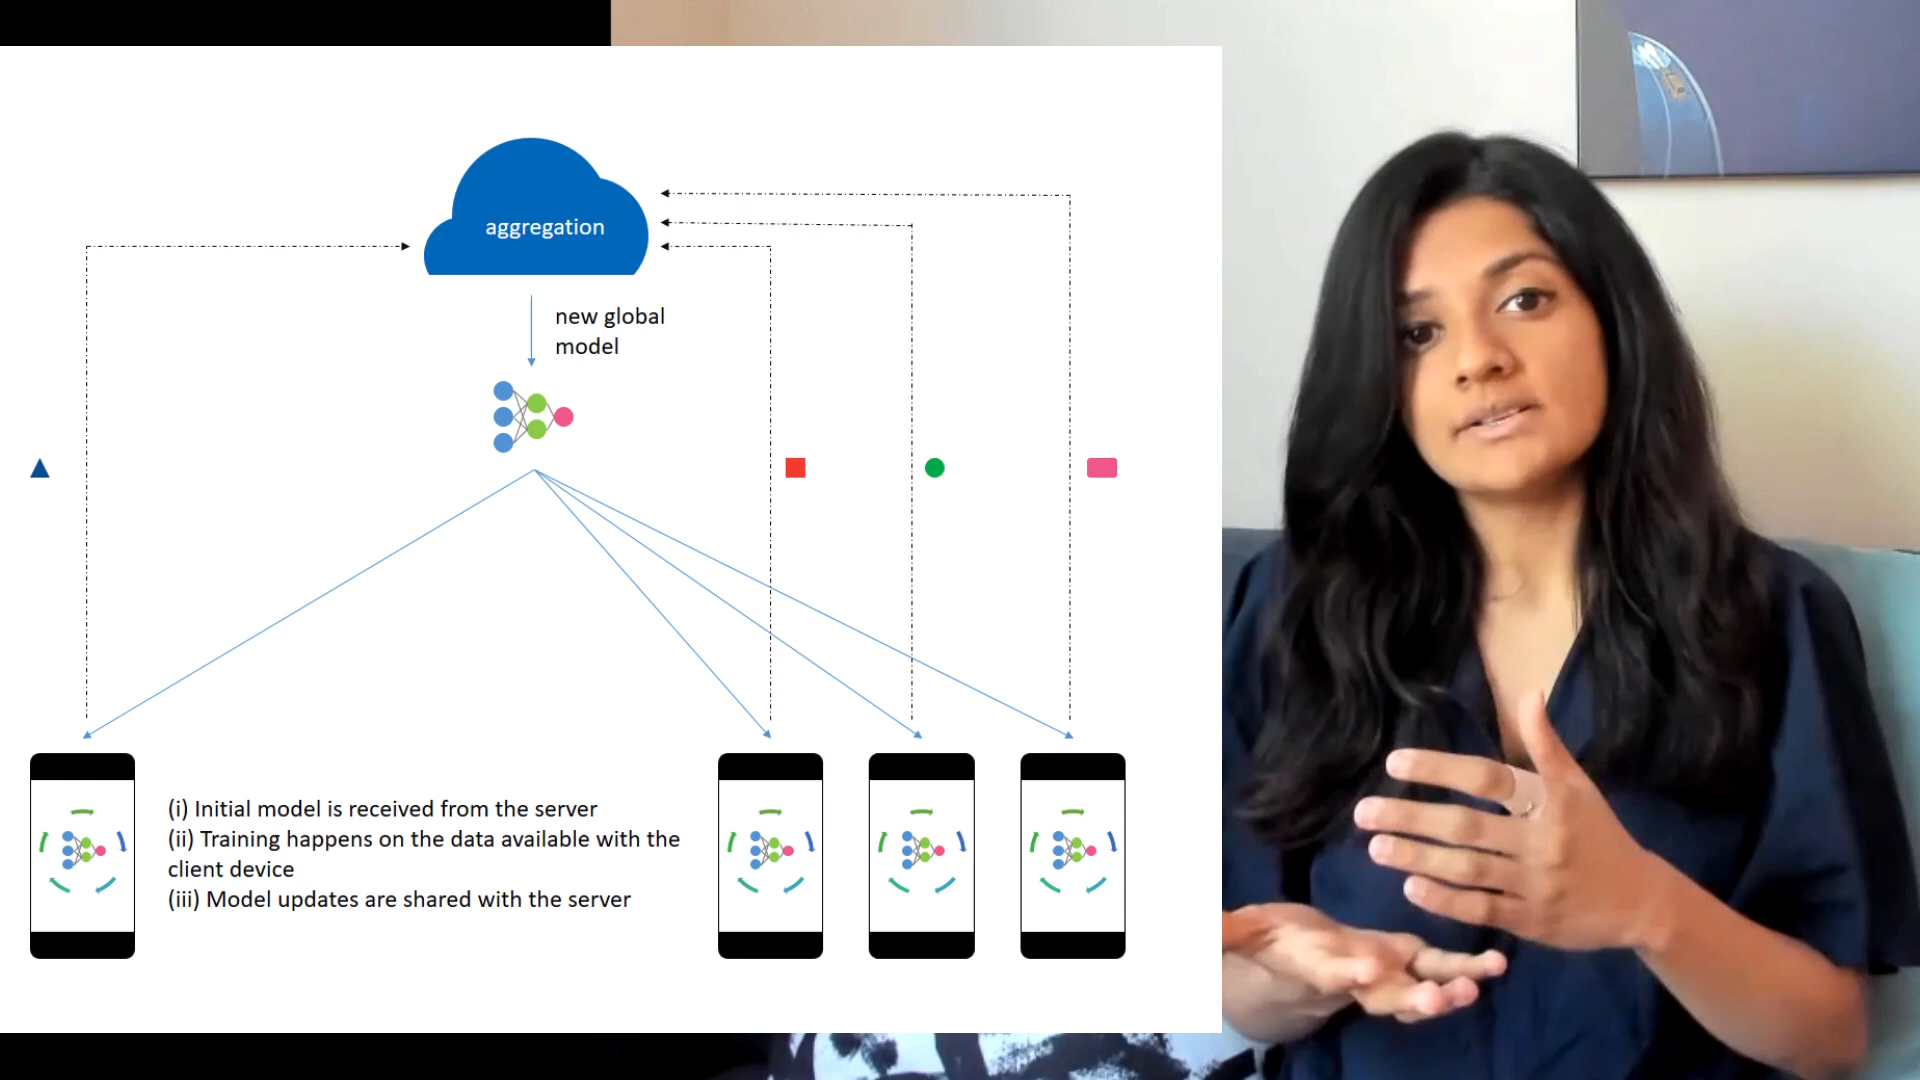 aggregation
new global
model
(i) Initial model is received from the server
(ii) Training happens on the data available with the
client device
(iii) Model updates are shared with the server